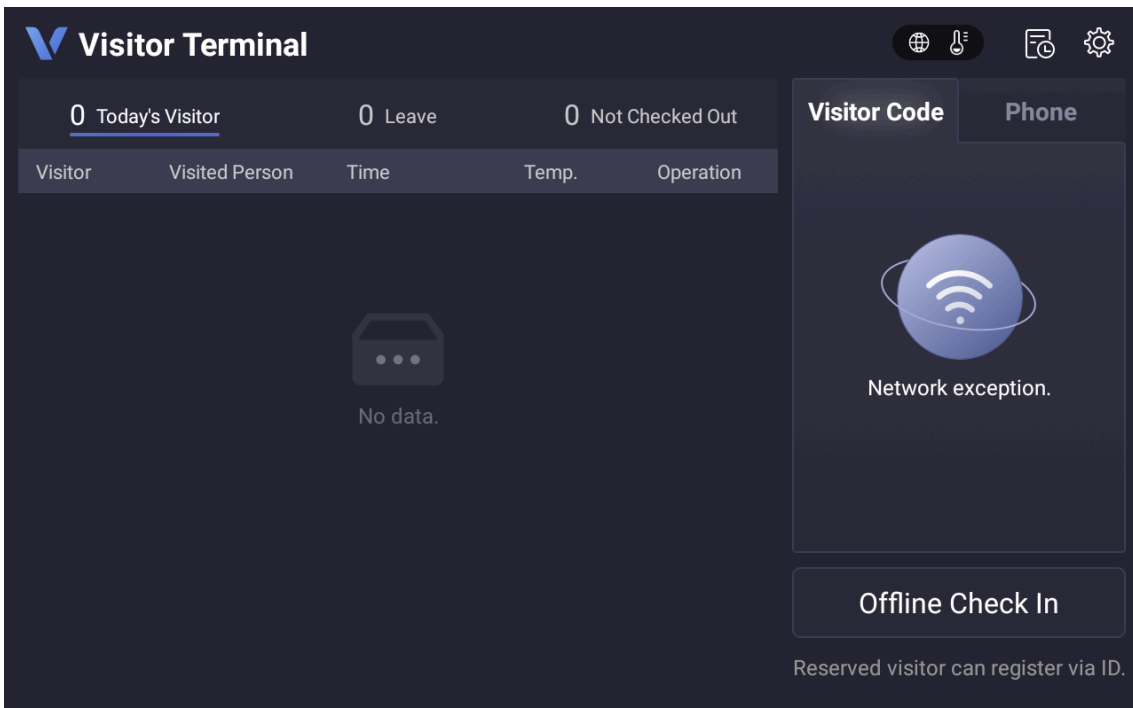 Visitor Terminal
0 Today's Visitor
0 Leave
0 Not Checked Out
Visitor Visited Person Time Temp. Operation
No data.
Visitor Code
Phone
Network exception.
Offline Check In
Reserved visitor can register via ID.